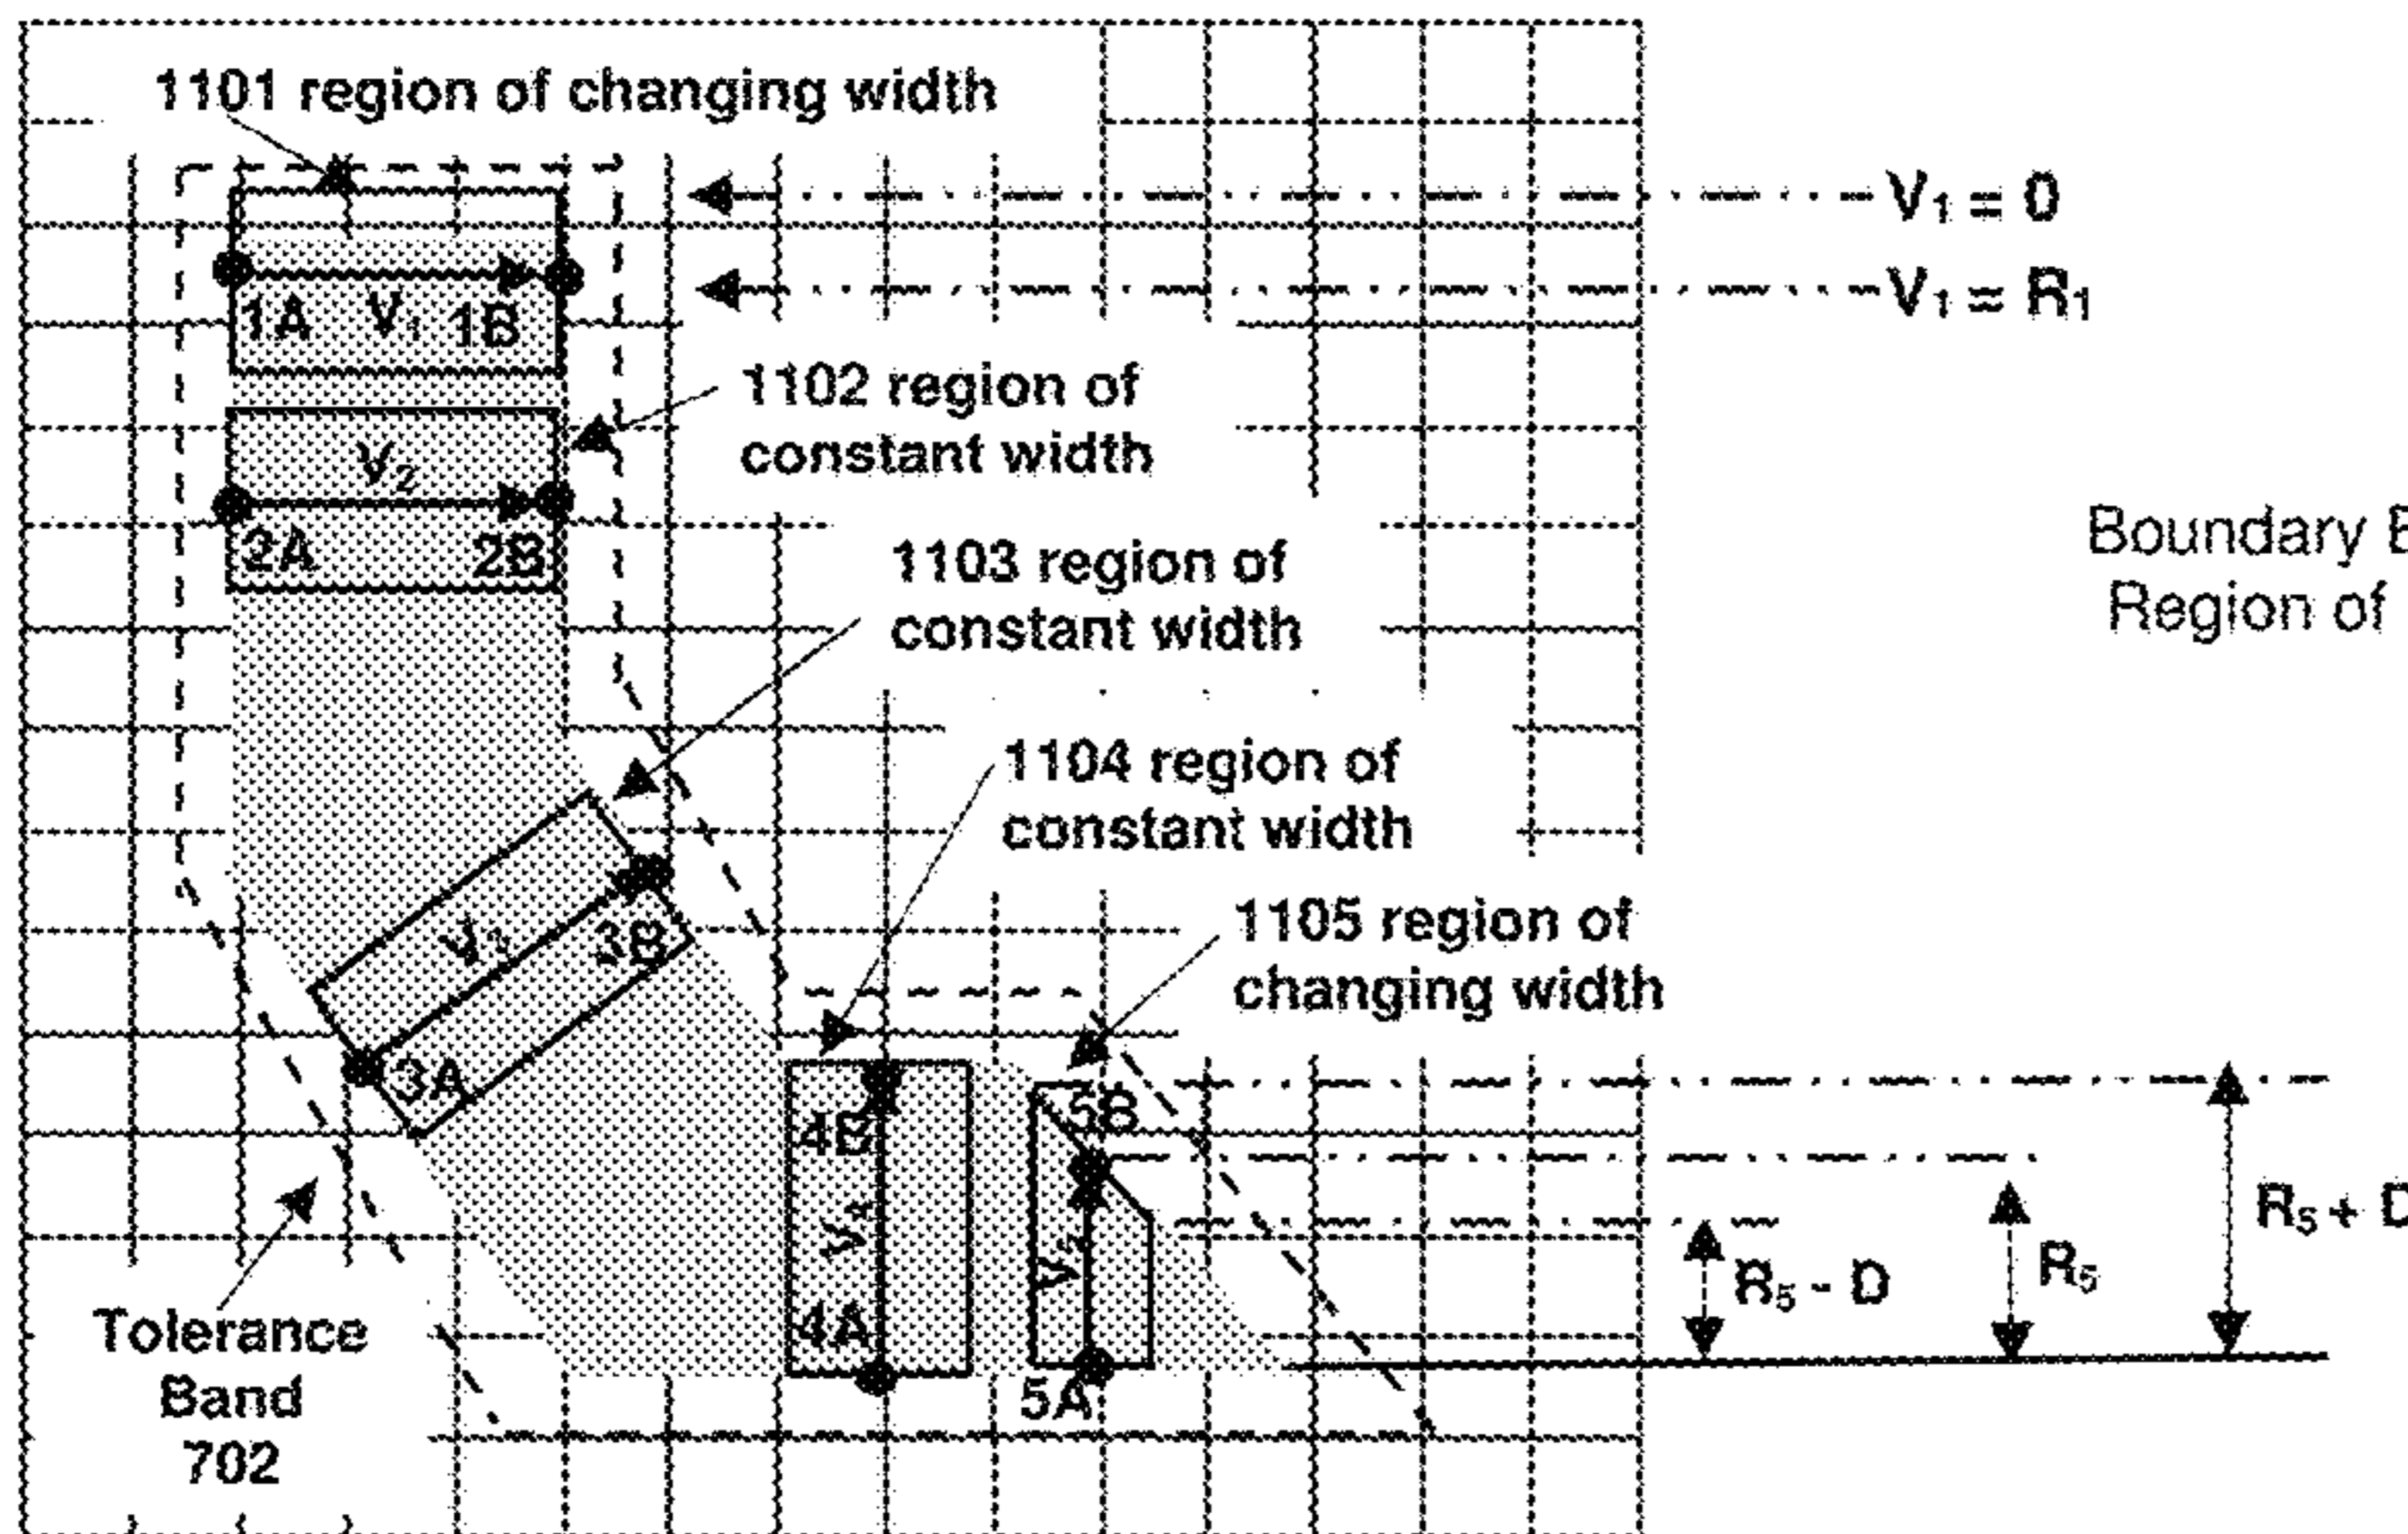 1101 region of changing width
V₁ = 0
V₁ = R₁
1A V₁ 1B
1102 region of
constant width
V₂
2A 2B
1103 region of
constant width
Boundary
Region of
1104 region of
constant width
V₃
3B
3A
1105 region of
changing width
5B
4B
V₄
4A
5A
R₅ - D
R₅
R₅ + D
Tolerance
Band
702